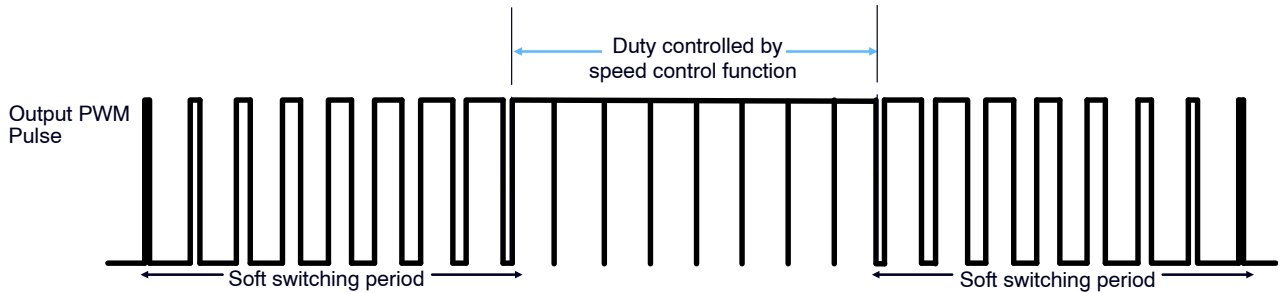 Duty controlled by
speed control function
Output PWM
Pulse
Soft switching period
Soft switching period